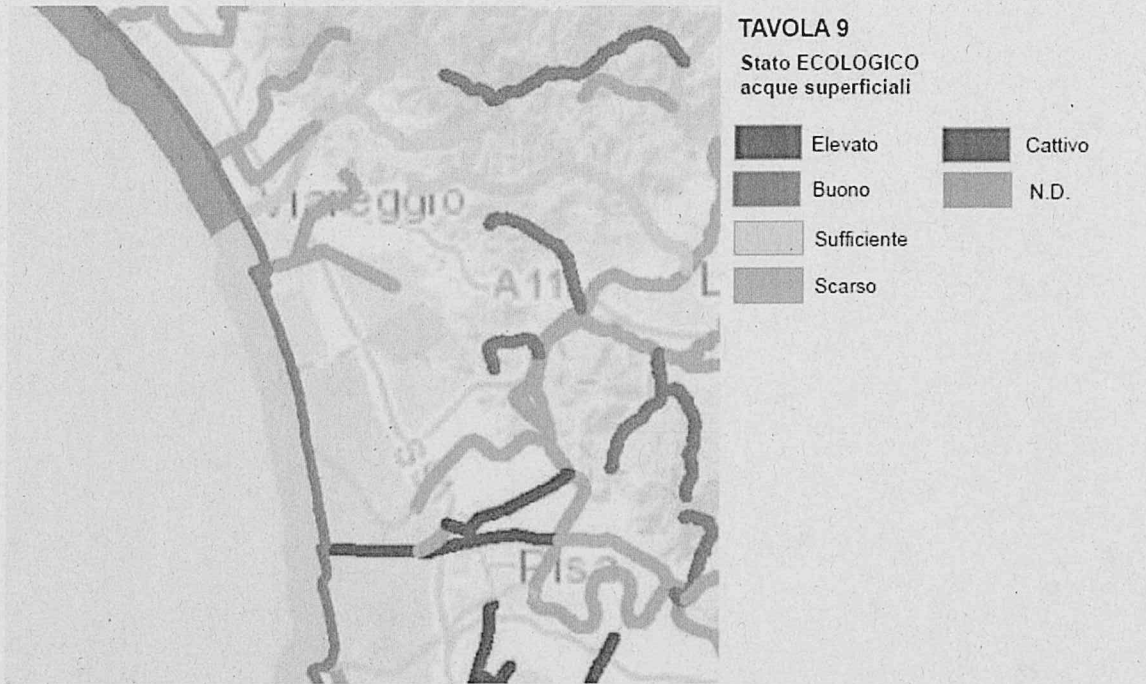 TAVOLA 9
Stato ECOLOGICO
acque superficiali
Elevato
Cattivo
Buono
N.D.
Sufficiente
Scarso
Viareggio
A11
L
Pisa